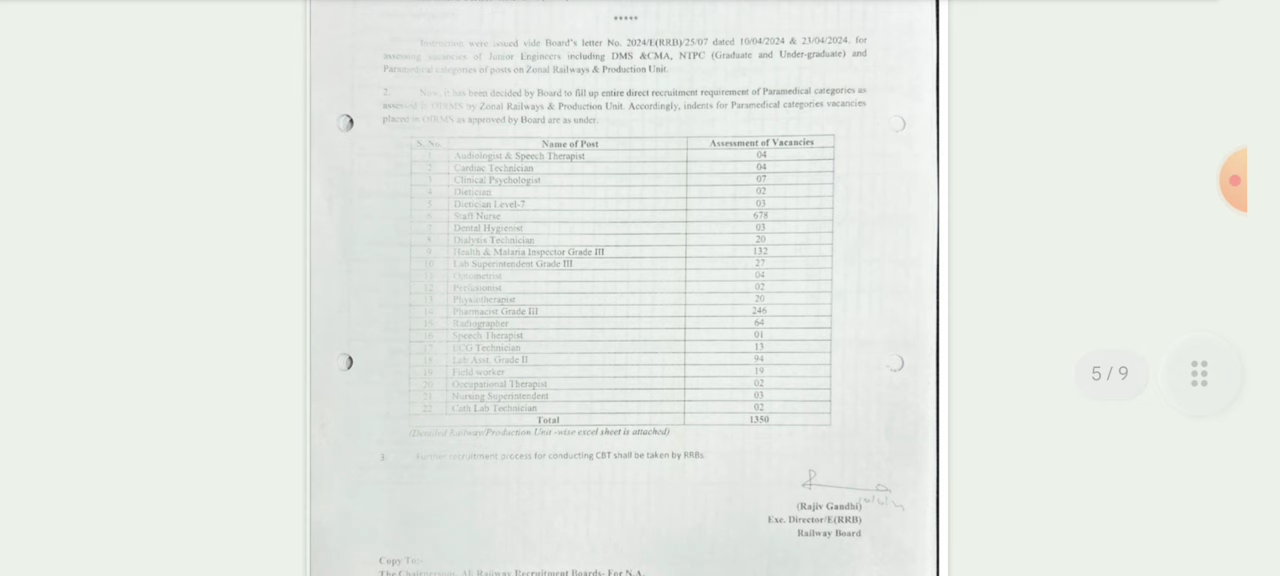 *****
Instruction were issued vide Board's letter No. 2024/E(RRB)/25/07 dated 10/04/2024 & 23/04/2024, for
assessing vacancies of Junior Engineers including DMS &CMA, NTPC (Graduate and Under-graduate) and
Paramedical categories of posts on Zonal Railways & Production Unit.
2. Now, it has been decided by Board to fill up entire direct recruitment requirement of Paramedical categories as
assessed in OIRMS by Zonal Railways & Production Unit. Accordingly, indents for Paramedical categories vacancies
placed in OIRMS as approved by Board are as under.
S. No. Name of Post Assessment of Vacancies
1 Audiologist & Speech Therapist 04
2 Cardiac Technician 04
3 Clinical Psychologist 07
4 Dietician 02
5 Dietician Level-7 03
6 Staff Nurse 678
7 Dental Hygienist 03
8 Dialysis Technician 20
9 Health & Malaria Inspector Grade III 132
10 Lab Superintendent Grade III 27
11 Optometrist 04
12 Perfusionist 02
13 Physiotherapist 20
14 Pharmacist Grade III 246
15 Radiographer 64
16 Speech Therapist 01
17 ECG Technician 13
18 Lab Asst. Grade II 94
19 Field worker 19
20 Occupational Therapist 02
21 Nursing Superintendent 03
22 Cath Lab Technician 02
Total 1350
(Detailed Railway/Production Unit -wise excel sheet is attached)
3. Further recruitment process for conducting CBT shall be taken by RRBs
(Rajiv Gandhi)
Exe. Director/E(RRB)
Railway Board
Copy To:-
The Chairperson, All Railway Recruitment Boards- For N.A.
5 / 9